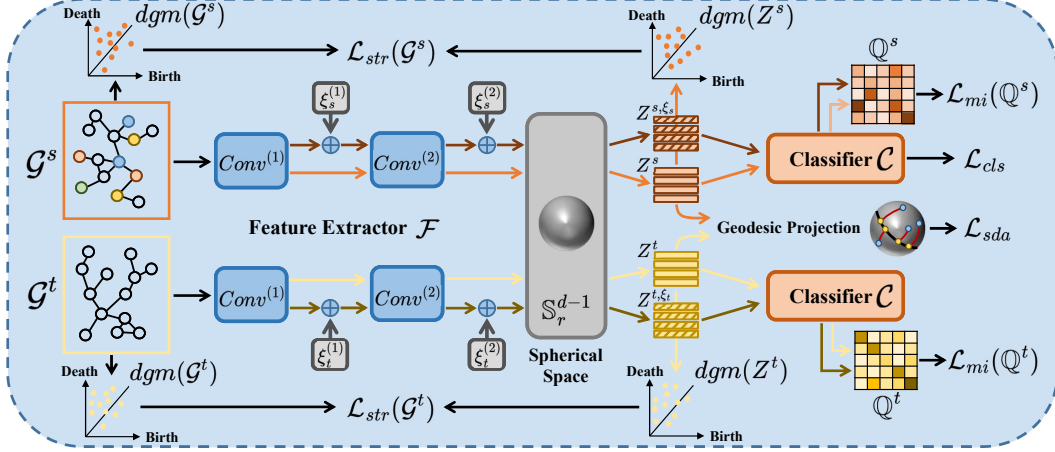 Death
dgm(𝒢^s)
Birth
ℒ_str(𝒢^s)
Death
dgm(Z^s)
Birth
ℚ^s
ℒ_mi(ℚ^s)
𝒢^s
ξ_s^(1)
ξ_s^(2)
Conv^(1)
Conv^(2)
Z^{s,ξ_s}
Z^s
Classifier 𝒞
ℒ_cls
Feature Extractor ℱ
Geodesic Projection
ℒ_sda
𝒢^t
Conv^(1)
Conv^(2)
ξ_t^(1)
ξ_t^(2)
𝕊_r^{d-1}
Spherical
Space
Z^t
Z^{t,ξ_t}
Classifier 𝒞
ℒ_mi(ℚ^t)
ℚ^t
Death
dgm(𝒢^t)
Birth
ℒ_str(𝒢^t)
Death
dgm(Z^t)
Birth